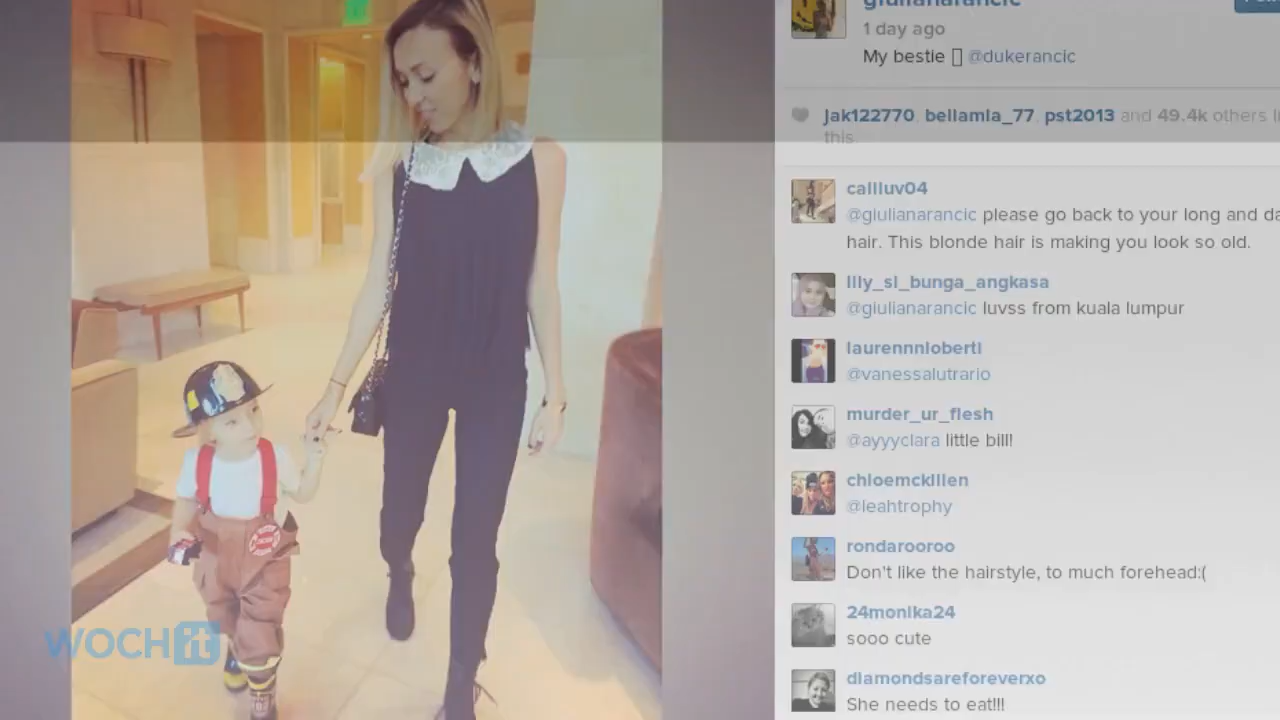 giulianarancic
1 day ago
My bestie @dukerancic
jak122770, bellamia_77, pst2013 and 49.4k others
this.
callluv04
@giulianarancic please go back to your long and
hair. This blonde hair is making you look so old.
lily_si_bunga_angkasa
@giulianarancic luvss from kuala lumpur
laurennnloberti
@vanessalutrario
murder_ur_flesh
@ayyyclara little bill!
chloemckillen
@leahtrophy
rondarooroo
Don't like the hairstyle, to much forehead:(
24monika24
sooo cute
diamondsareforeverxo
She needs to eat!!!
WOCHit